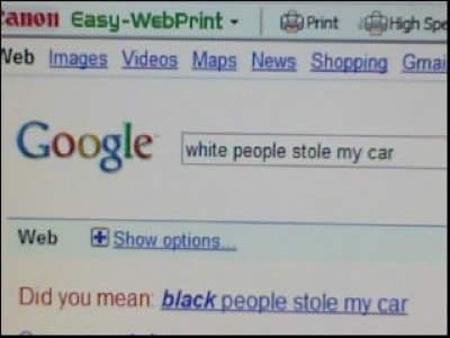 anon Easy-WebPrint Print High Spe
Web Images Videos Maps News Shopping Gmai
Google white people stole my car
Web Show options...
Did you mean: black people stole my car